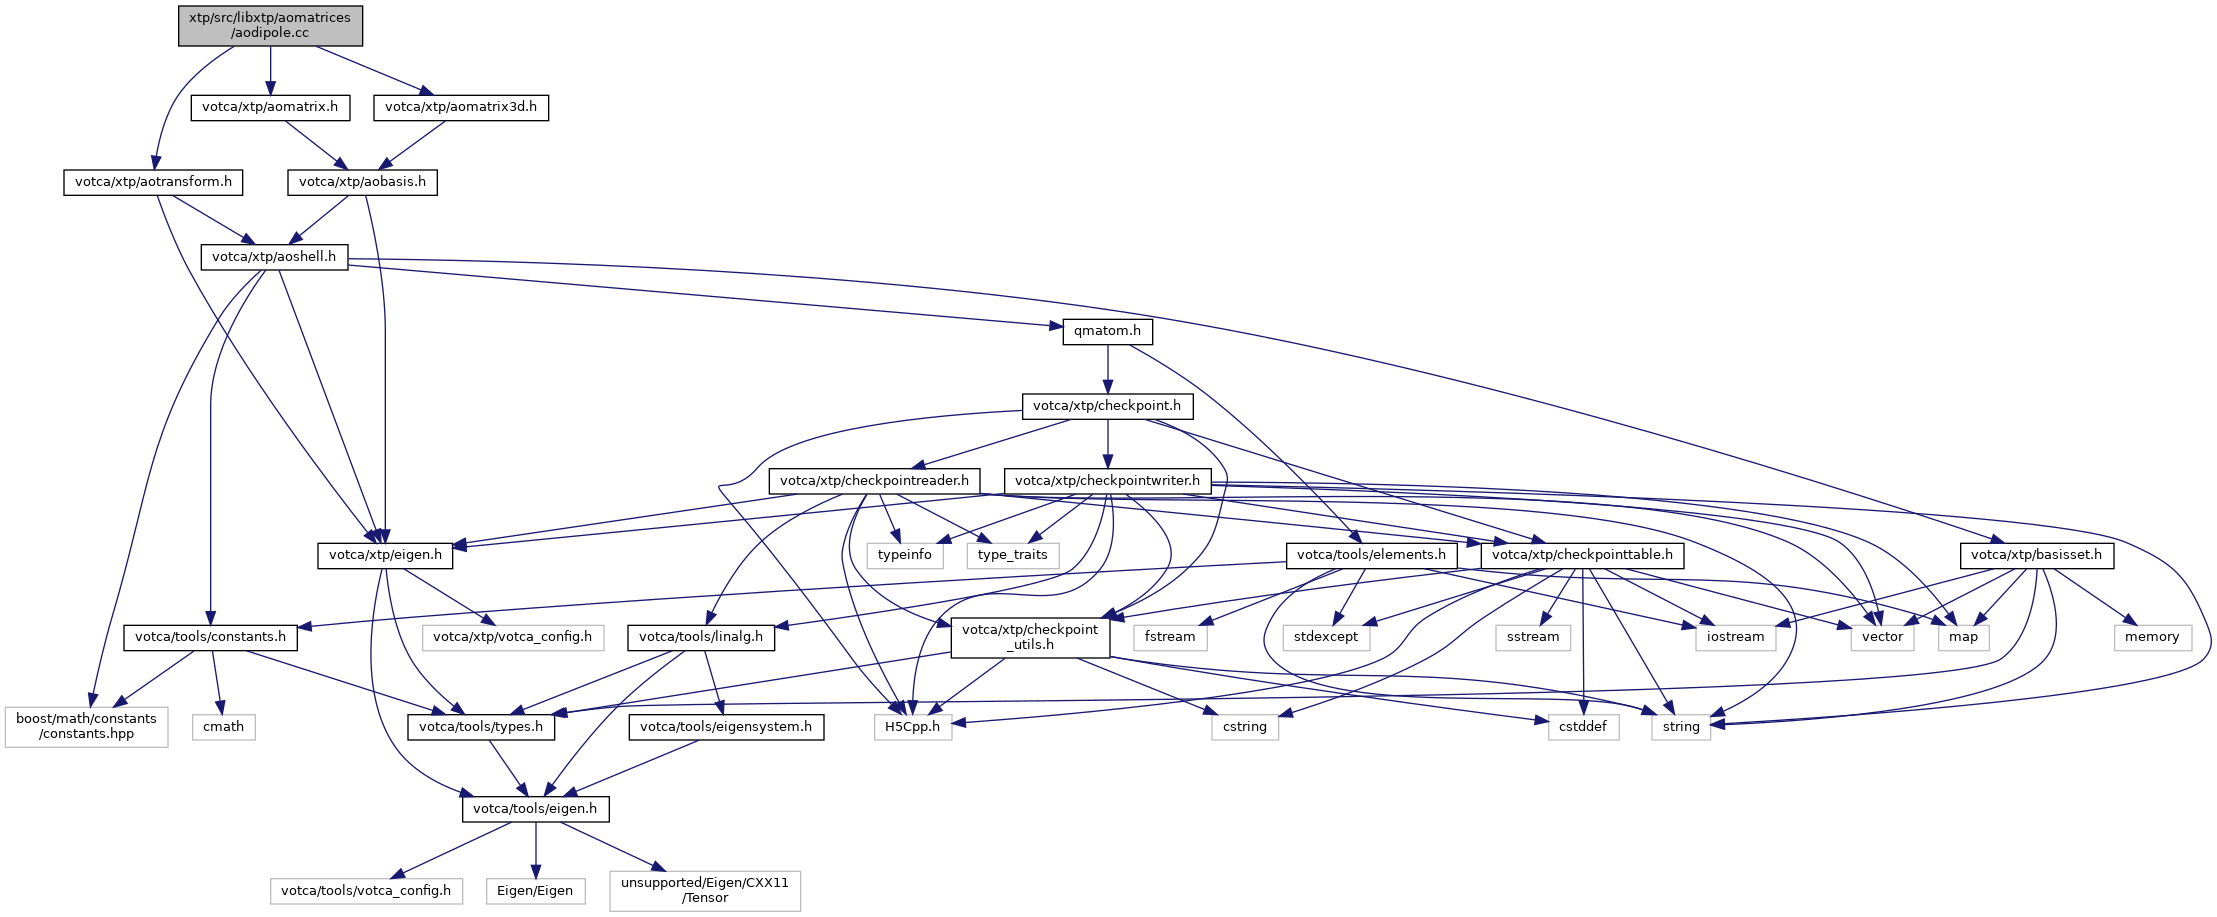 xtp/src/libxtp/aomatrices
/aodipole.cc
votca/xtp/aomatrix.h
votca/xtp/aomatrix3d.h
votca/xtp/aotransform.h
votca/xtp/aobasis.h
votca/xtp/aoshell.h
qmatom.h
votca/xtp/checkpoint.h
votca/xtp/checkpointreader.h
votca/xtp/checkpointwriter.h
votca/xtp/eigen.h
typeinfo
type_traits
votca/tools/elements.h
votca/xtp/checkpointtable.h
votca/xtp/basisset.h
votca/tools/constants.h
votca/xtp/votca_config.h
votca/tools/linalg.h
votca/xtp/checkpoint
_utils.h
fstream
stdexcept
sstream
iostream
vector
map
memory
boost/math/constants
/constants.hpp
cmath
votca/tools/types.h
votca/tools/eigensystem.h
H5Cpp.h
cstring
cstddef
string
votca/tools/eigen.h
votca/tools/votca_config.h
Eigen/Eigen
unsupported/Eigen/CXX11
/Tensor